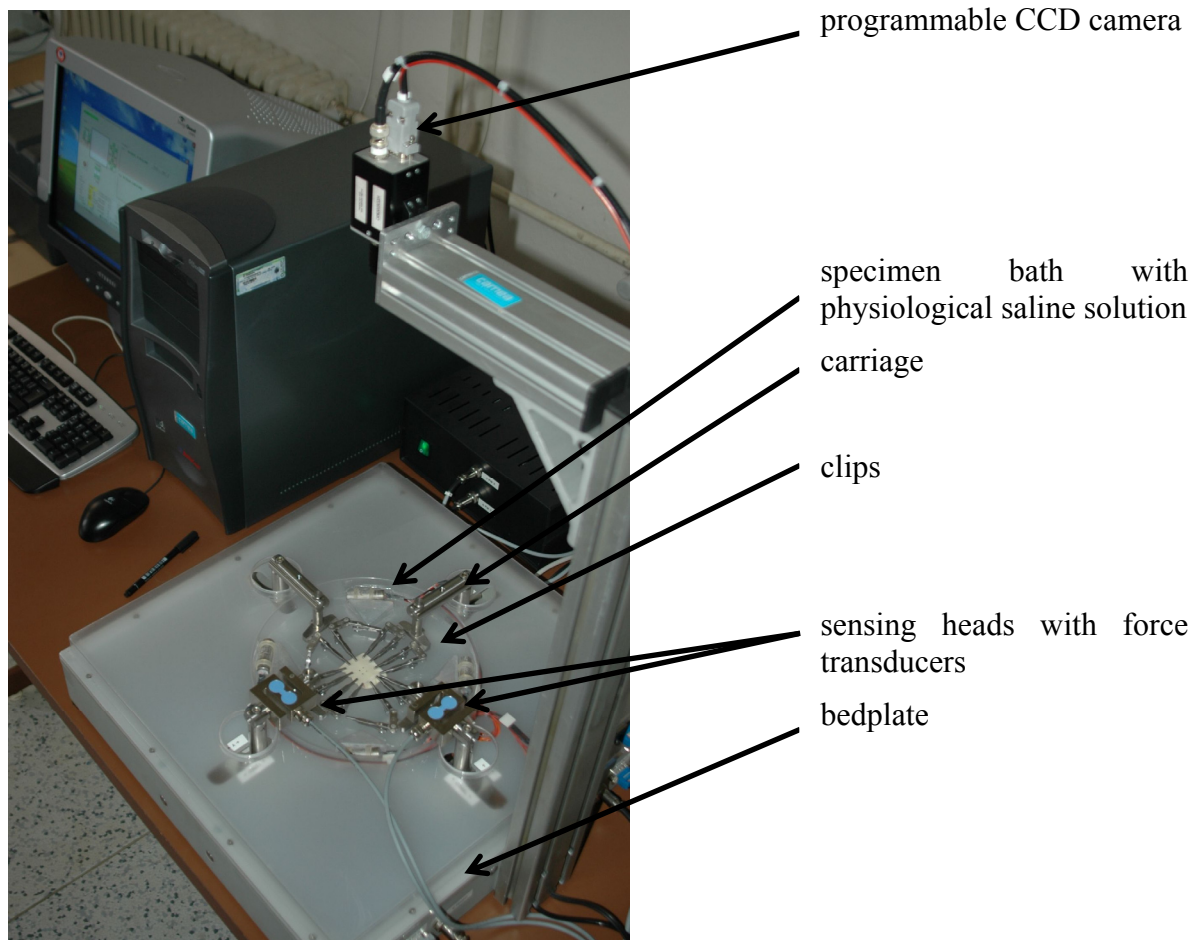 programmable CCD camera
specimen bath with
physiological saline solution
carriage
clips
sensing heads with force
transducers
bedplate